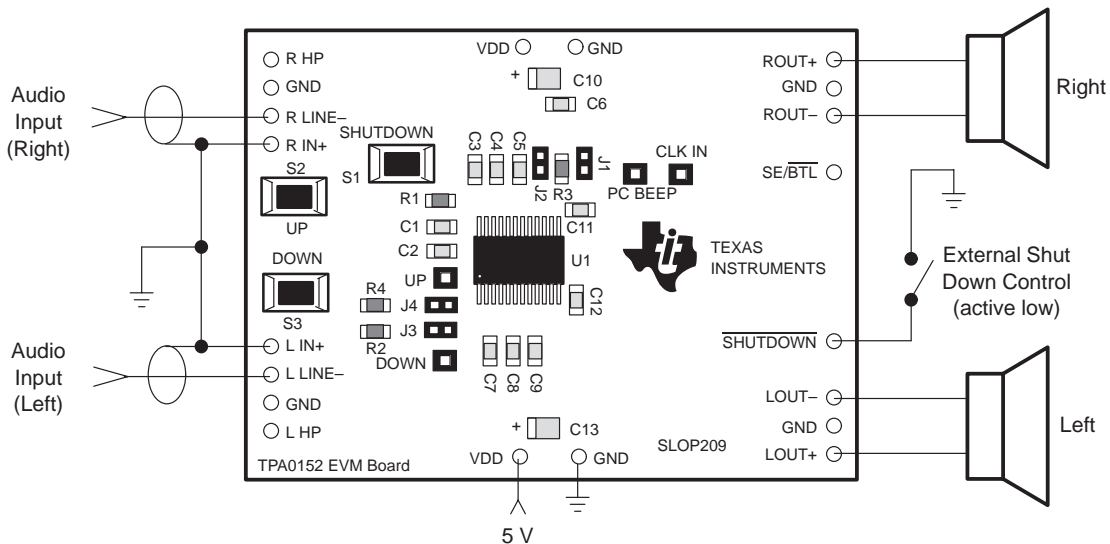 Audio
Input
(Right)
Audio
Input
(Left)
R HP
GND
R LINE–
R IN+
S2
UP
DOWN
S3
L IN+
L LINE–
GND
L HP
TPA0152 EVM Board
SHUTDOWN
S1
R1
C1
C2
UP
R4
J4
J3
R2
DOWN
VDD
GND
+
C10
C6
C3
C4
C5
J2
R3
J1
CLK IN
PC BEEP
C11
U1
C12
TEXAS
INSTRUMENTS
C7
C8
C9
+
C13
VDD
GND
5 V
SLOP209
ROUT+
GND
ROUT–
SE/BTL
SHUTDOWN
LOUT–
GND
LOUT+
Right
External Shut
Down Control
(active low)
Left